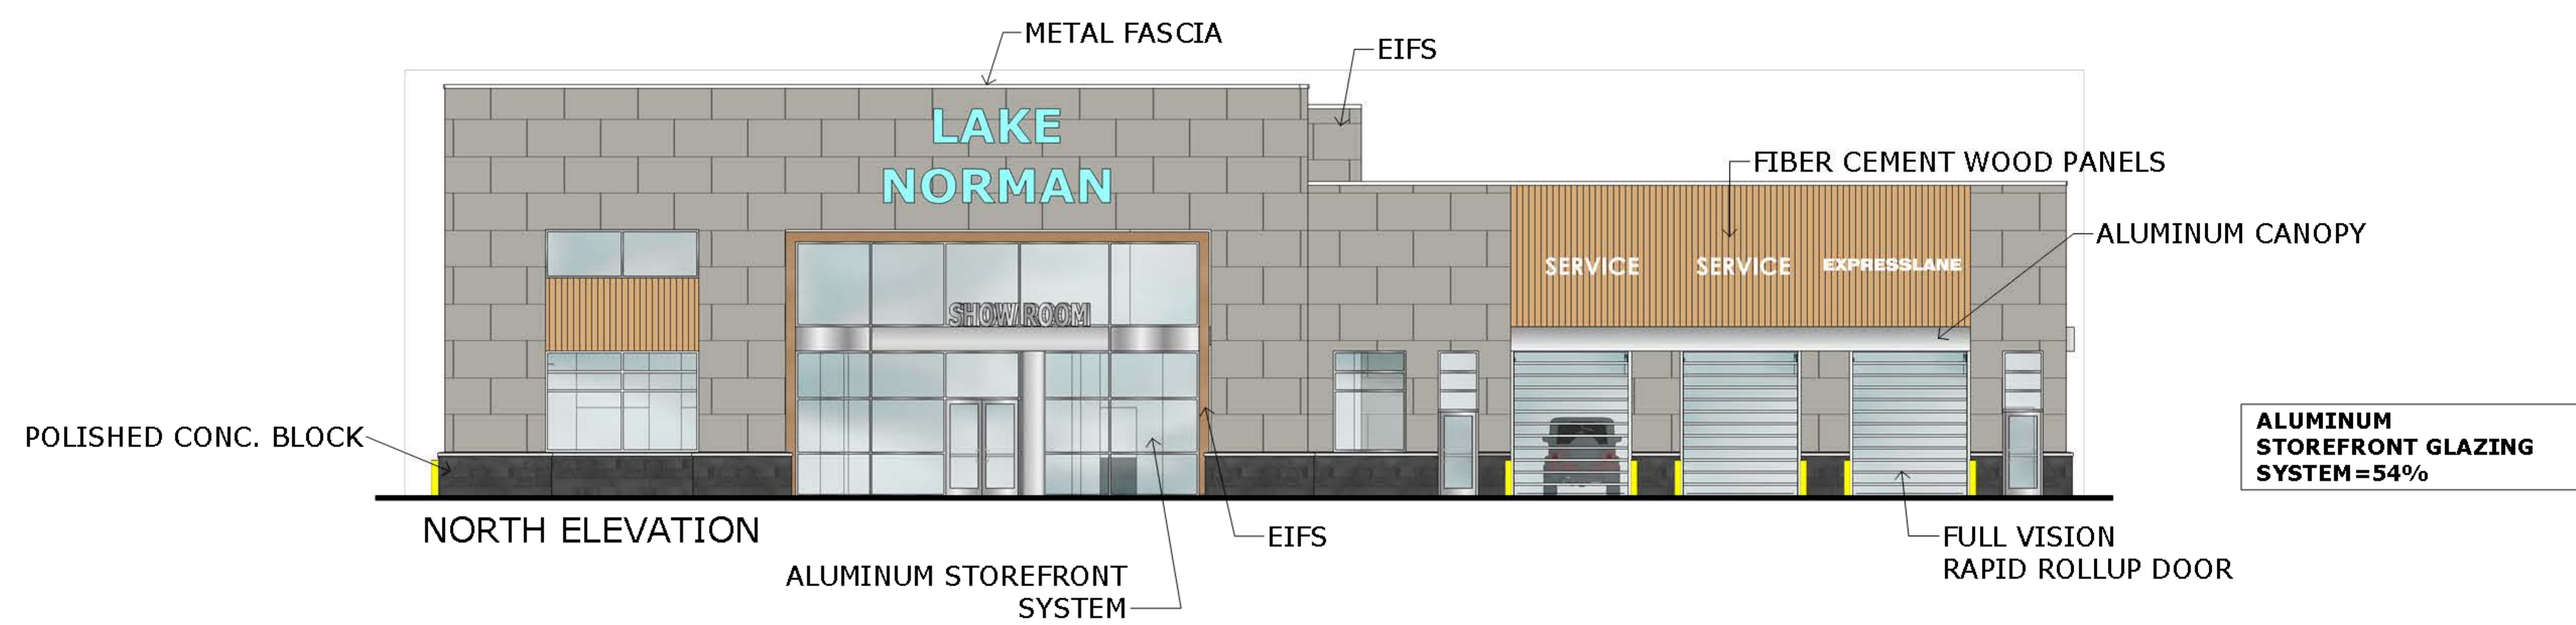 METAL FASCIA
EIFS
LAKE
NORMAN
FIBER CEMENT WOOD PANELS
ALUMINUM CANOPY
SERVICE
SERVICE
EXPRESSLANE
SHOWROOM
POLISHED CONC. BLOCK
ALUMINUM
STOREFRONT GLAZING
SYSTEM=54%
NORTH ELEVATION
EIFS
ALUMINUM STOREFRONT
SYSTEM
FULL VISION
RAPID ROLLUP DOOR